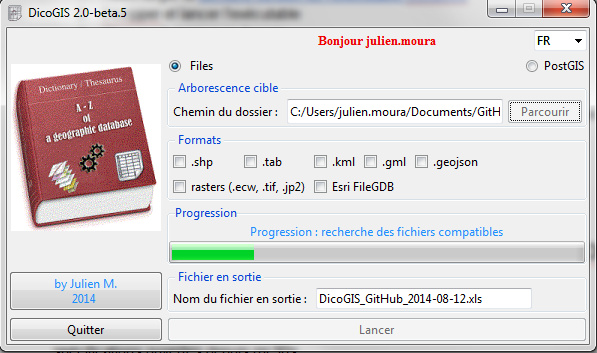 DicoGIS 2.0-beta.5
Bonjour julien.moura
FR
Files
PostGIS
Dictionary / Thesaurus
A - Z
of
a geographic database
Arborescence cible
Chemin du dossier :
C:/Users/julien.moura/Documents/GitH
Parcourir
Formats
.shp
.tab
.kml
.gml
.geojson
rasters (.ecw, .tif, .jp2)
Esri FileGDB
Progression
Progression : recherche des fichiers compatibles
Fichier en sortie
by Julien M.
2014
Nom du fichier en sortie :
DicoGIS_GitHub_2014-08-12.xls
Quitter
Lancer